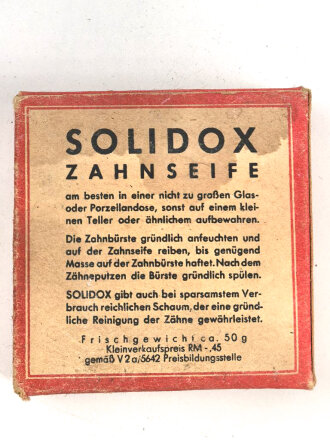 SOLIDOX
ZAHNSEIFE
am besten in einer nicht zu großen Glas-
oder Porzellandose, sonst auf einem klei-
nen Teller oder ähnlichem aufbewahren.
Die Zahnbürste gründlich anfeuchten und
auf der Zahnseife reiben, bis genügend
Masse auf der Zahnbürste haftet. Nach dem
Zähneputzen die Bürste gründlich spülen.
SOLIDOX gibt auch bei sparsamstem Ver-
brauch reichlichen Schaum, der eine gründ-
liche Reinigung der Zähne gewährleistet.
Frischgewicht ca. 50 g
Kleinverkaufspreis RM -,45
gemäß V2a/5642 Preisbildungsstelle